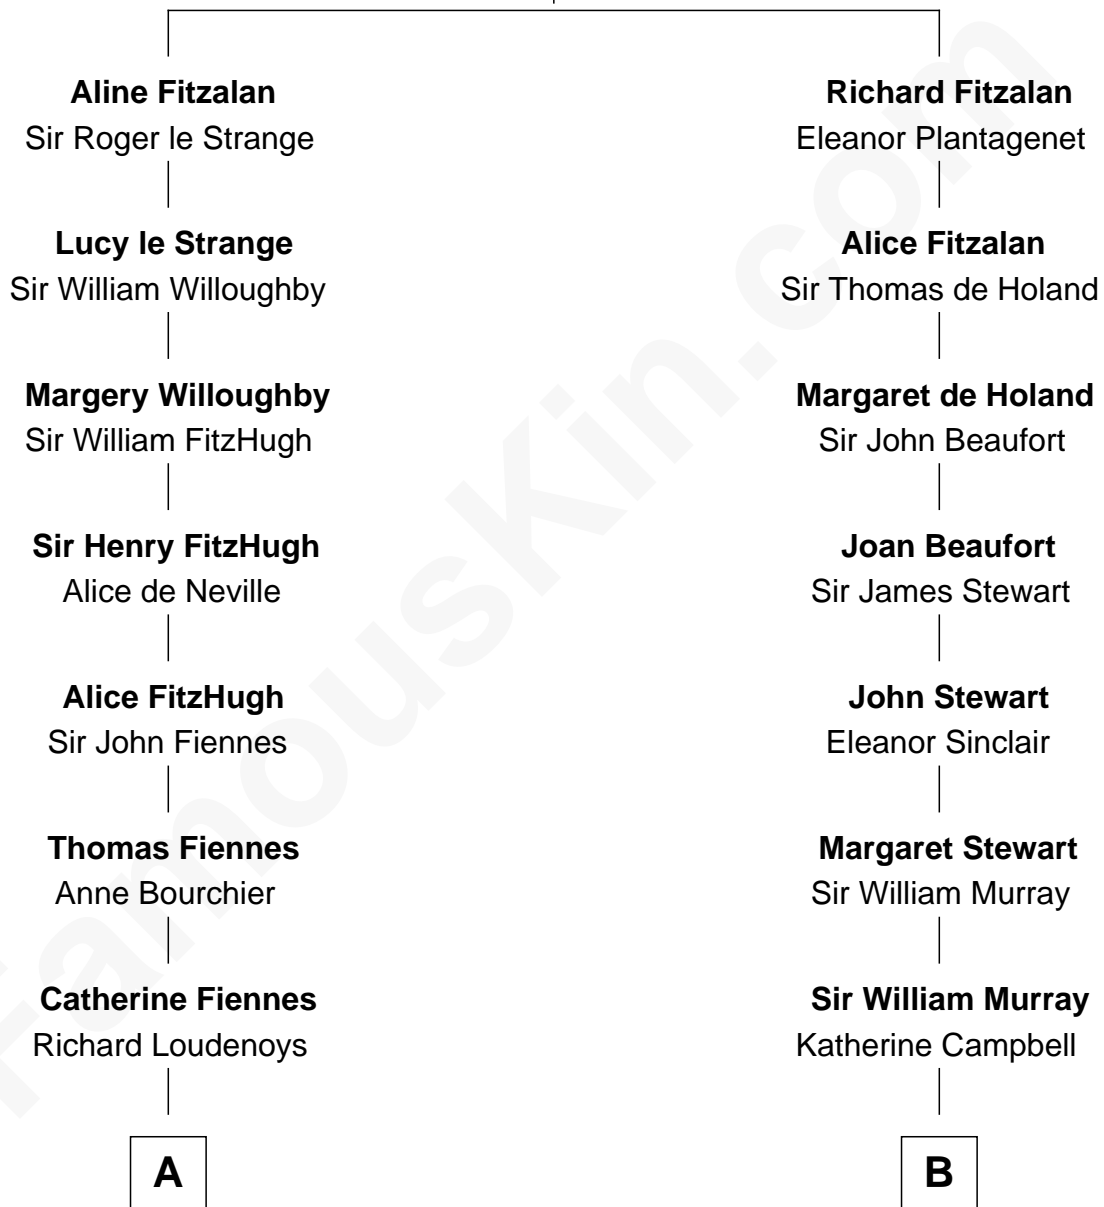 Aline Fitzalan
Sir Roger le Strange
Richard Fitzalan
Eleanor Plantagenet
Lucy le Strange
Sir William Willoughby
Alice Fitzalan
Sir Thomas de Holand
Margery Willoughby
Sir William FitzHugh
Margaret de Holand
Sir John Beaufort
Sir Henry FitzHugh
Alice de Neville
Joan Beaufort
Sir James Stewart
Alice FitzHugh
Sir John Fiennes
John Stewart
Eleanor Sinclair
Thomas Fiennes
Anne Bourchier
Margaret Stewart
Sir William Murray
Catherine Fiennes
Richard Loudenoys
Sir William Murray
Katherine Campbell
A
B
FamousKin.com